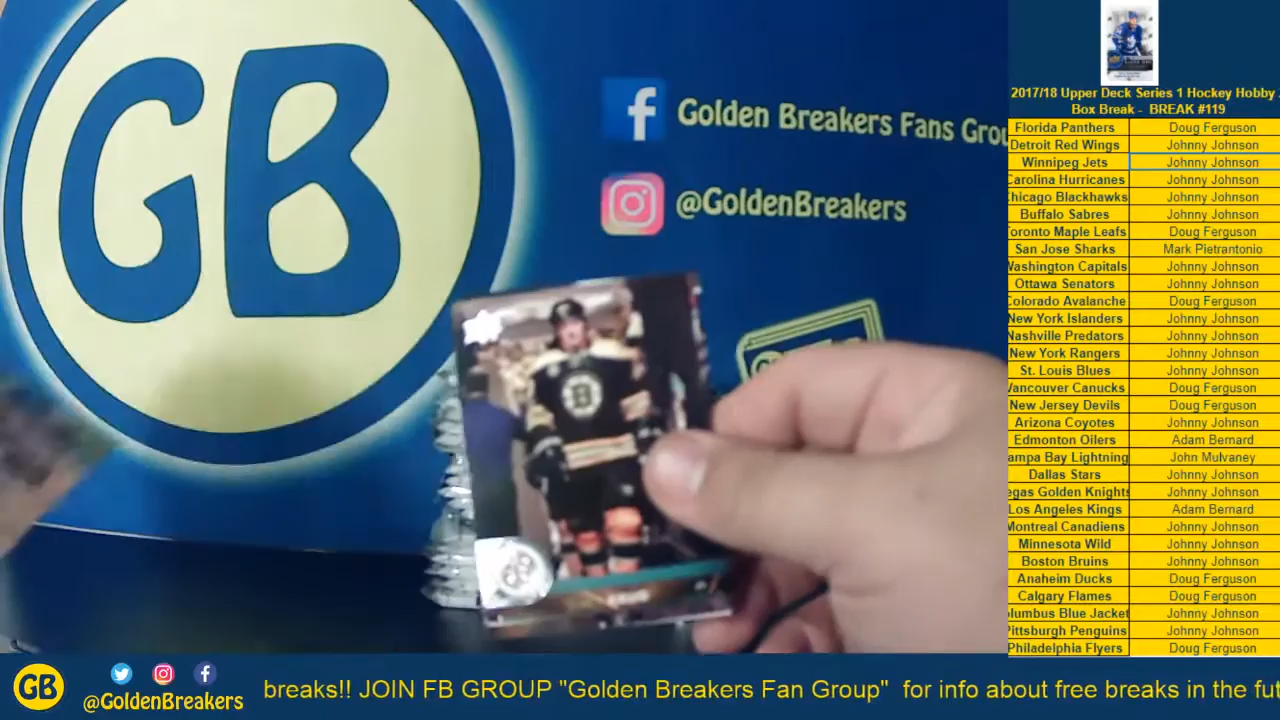 GB
Golden Breakers Fans Grou
@GoldenBreakers
B
2017/18 Upper Deck Series 1 Hockey Hobby
Box Break - BREAK #119
Florida Panthers Doug Ferguson
Detroit Red Wings Johnny Johnson
Winnipeg Jets Johnny Johnson
Carolina Hurricanes Johnny Johnson
Chicago Blackhawks Johnny Johnson
Buffalo Sabres Johnny Johnson
Toronto Maple Leafs Doug Ferguson
San Jose Sharks Mark Pietrantonio
Washington Capitals Johnny Johnson
Ottawa Senators Johnny Johnson
Colorado Avalanche Doug Ferguson
New York Islanders Johnny Johnson
Nashville Predators Johnny Johnson
New York Rangers Johnny Johnson
St. Louis Blues Johnny Johnson
Vancouver Canucks Doug Ferguson
New Jersey Devils Doug Ferguson
Arizona Coyotes Johnny Johnson
Edmonton Oilers Adam Bernard
ampa Bay Lightning John Mulvaney
Dallas Stars Johnny Johnson
egas Golden Knights Johnny Johnson
Los Angeles Kings Adam Bernard
Montreal Canadiens Johnny Johnson
Minnesota Wild Johnny Johnson
Boston Bruins Johnny Johnson
Anaheim Ducks Doug Ferguson
Calgary Flames Doug Ferguson
olumbus Blue Jacket Johnny Johnson
Pittsburgh Penguins Johnny Johnson
Philadelphia Flyers Doug Ferguson
GB
@GoldenBreakers
breaks!! JOIN FB GROUP "Golden Breakers Fan Group" for info about free breaks in the fut